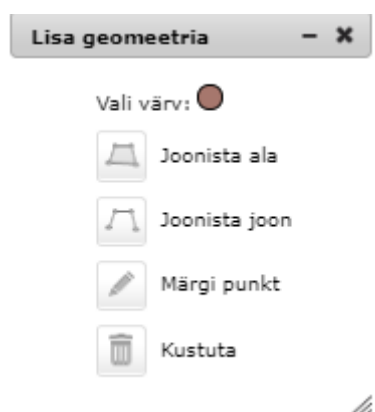 Lisa geomeetria
Vali värv:
Joonista ala
Joonista joon
Märgi punkt
Kustuta